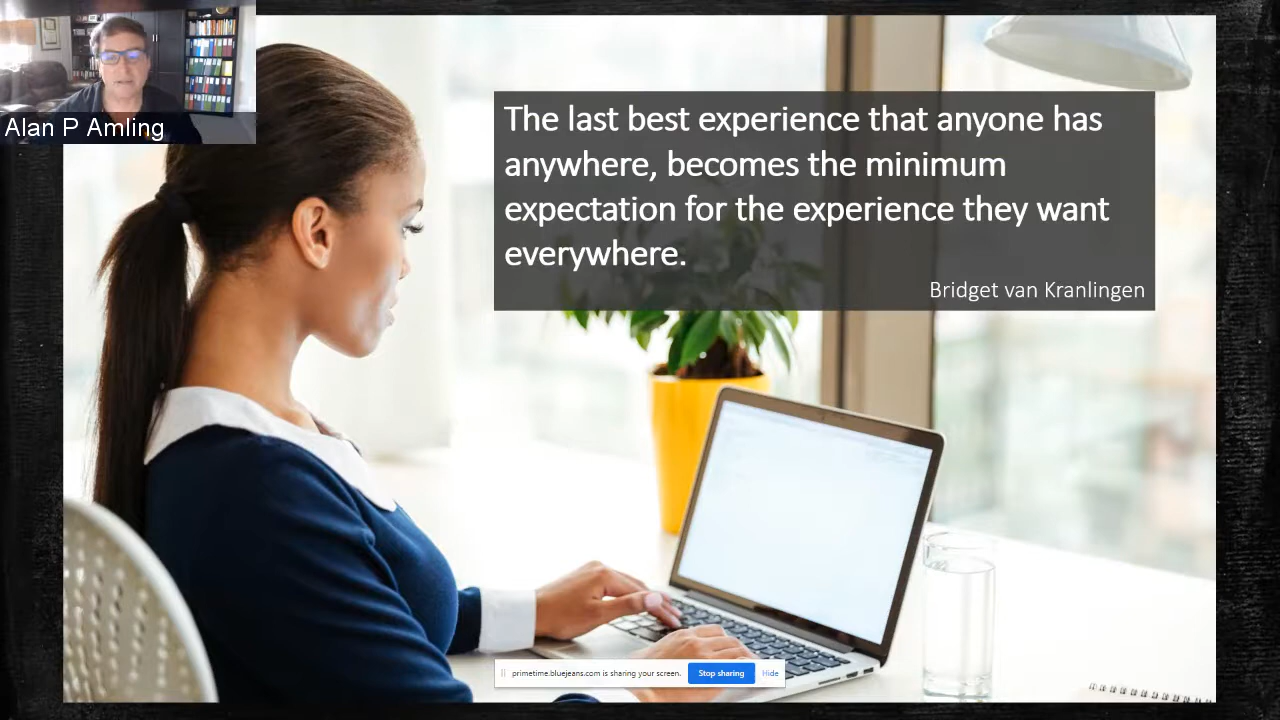 Alan P Amling
The last best experience that anyone has
anywhere, becomes the minimum
expectation for the experience they want
everywhere.
Bridget van Kranlingen
primetime.bluejeans.com is sharing your screen.
Stop sharing
Hide